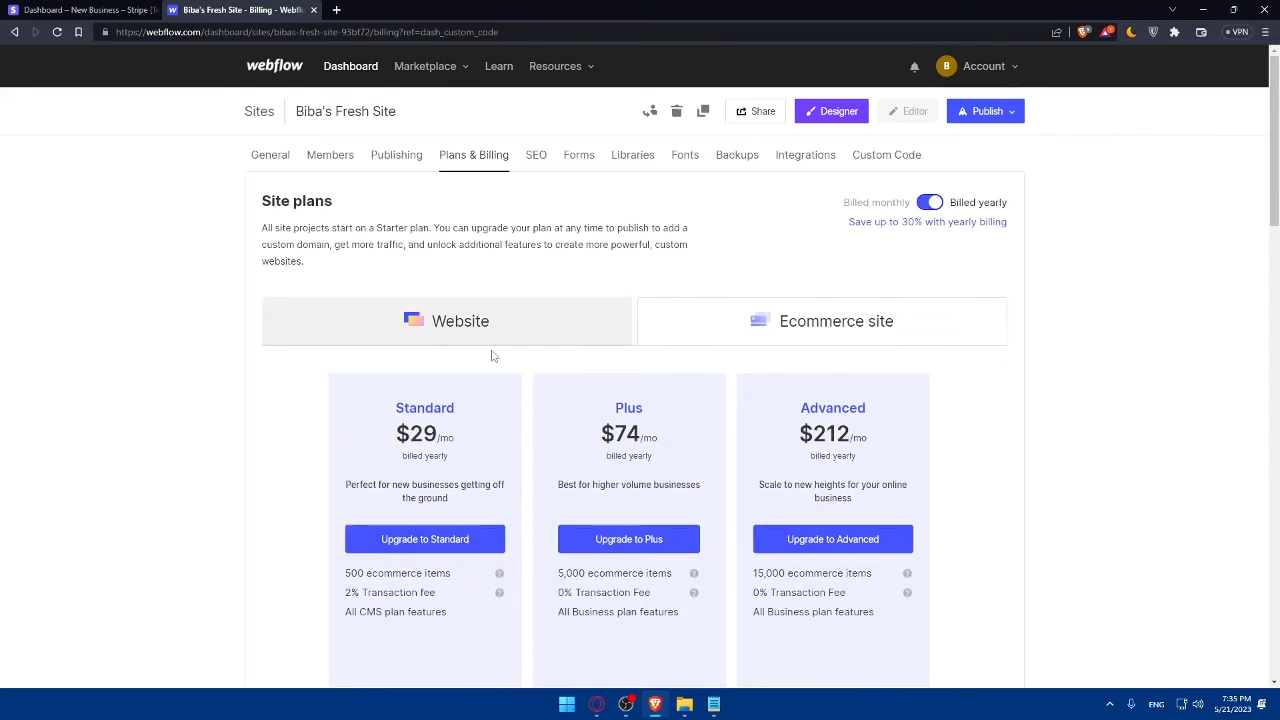 Dashboard – New Business – Stripe [Te
Biba's Fresh Site - Billing - Webfl
https://webflow.com/dashboard/sites/bibas-fresh-site-93bf72/billing?ref=dash_custom_code
VPN
webflow
Dashboard
Marketplace
Learn
Resources
B
Account
Sites
Biba's Fresh Site
Share
Designer
Editor
Publish
General
Members
Publishing
Plans & Billing
SEO
Forms
Libraries
Fonts
Backups
Integrations
Custom Code
Site plans
Billed monthly
Billed yearly
Save up to 30% with yearly billing
All site projects start on a Starter plan. You can upgrade your plan at any time to publish to add a
custom domain, get more traffic, and unlock additional features to create more powerful, custom
websites.
Website
Ecommerce site
Standard
$29/mo
billed yearly
Perfect for new businesses getting off
the ground
Upgrade to Standard
500 ecommerce items
2% Transaction fee
All CMS plan features
Plus
$74/mo
billed yearly
Best for higher volume businesses
Upgrade to Plus
5,000 ecommerce items
0% Transaction Fee
All Business plan features
Advanced
$212/mo
billed yearly
Scale to new heights for your online
business
Upgrade to Advanced
15,000 ecommerce items
0% Transaction Fee
All Business plan features
ENG
7:35 PM
5/21/2023